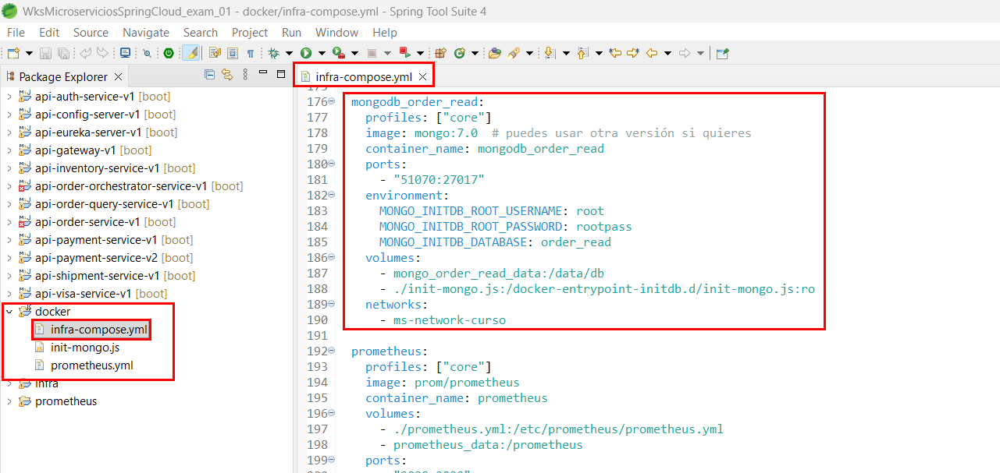 WksMicroserviciosSpringCloud_exam_01 - docker/infra-compose.yml - Spring Tool Suite 4
File Edit Source Navigate Search Project Run Window Help
Package Explorer
infra-compose.yml
api-auth-service-v1 [boot]
api-config-server-v1 [boot]
api-eureka-server-v1 [boot]
api-gateway-v1 [boot]
api-inventory-service-v1 [boot]
api-order-orchestrator-service-v1 [boot]
api-order-query-service-v1 [boot]
api-order-service-v1 [boot]
api-payment-service-v1 [boot]
api-payment-service-v2 [boot]
api-shipment-service-v1 [boot]
api-visa-service-v1 [boot]
docker
infra-compose.yml
init-mongo.js
prometheus.yml
infra
prometheus
175
176 mongodb_order_read:
177 profiles: ["core"]
178 image: mongo:7.0 # puedes usar otra versión si quieres
179 container_name: mongodb_order_read
180 ports:
181 - "51070:27017"
182 environment:
183 MONGO_INITDB_ROOT_USERNAME: root
184 MONGO_INITDB_ROOT_PASSWORD: rootpass
185 MONGO_INITDB_DATABASE: order_read
186 volumes:
187 - mongo_order_read_data:/data/db
188 - ./init-mongo.js:/docker-entrypoint-initdb.d/init-mongo.js:ro
189 networks:
190 - ms-network-curso
191
192 prometheus:
193 profiles: ["core"]
194 image: prom/prometheus
195 container_name: prometheus
196 volumes:
197 - ./prometheus.yml:/etc/prometheus/prometheus.yml
198 - prometheus_data:/prometheus
199 ports: